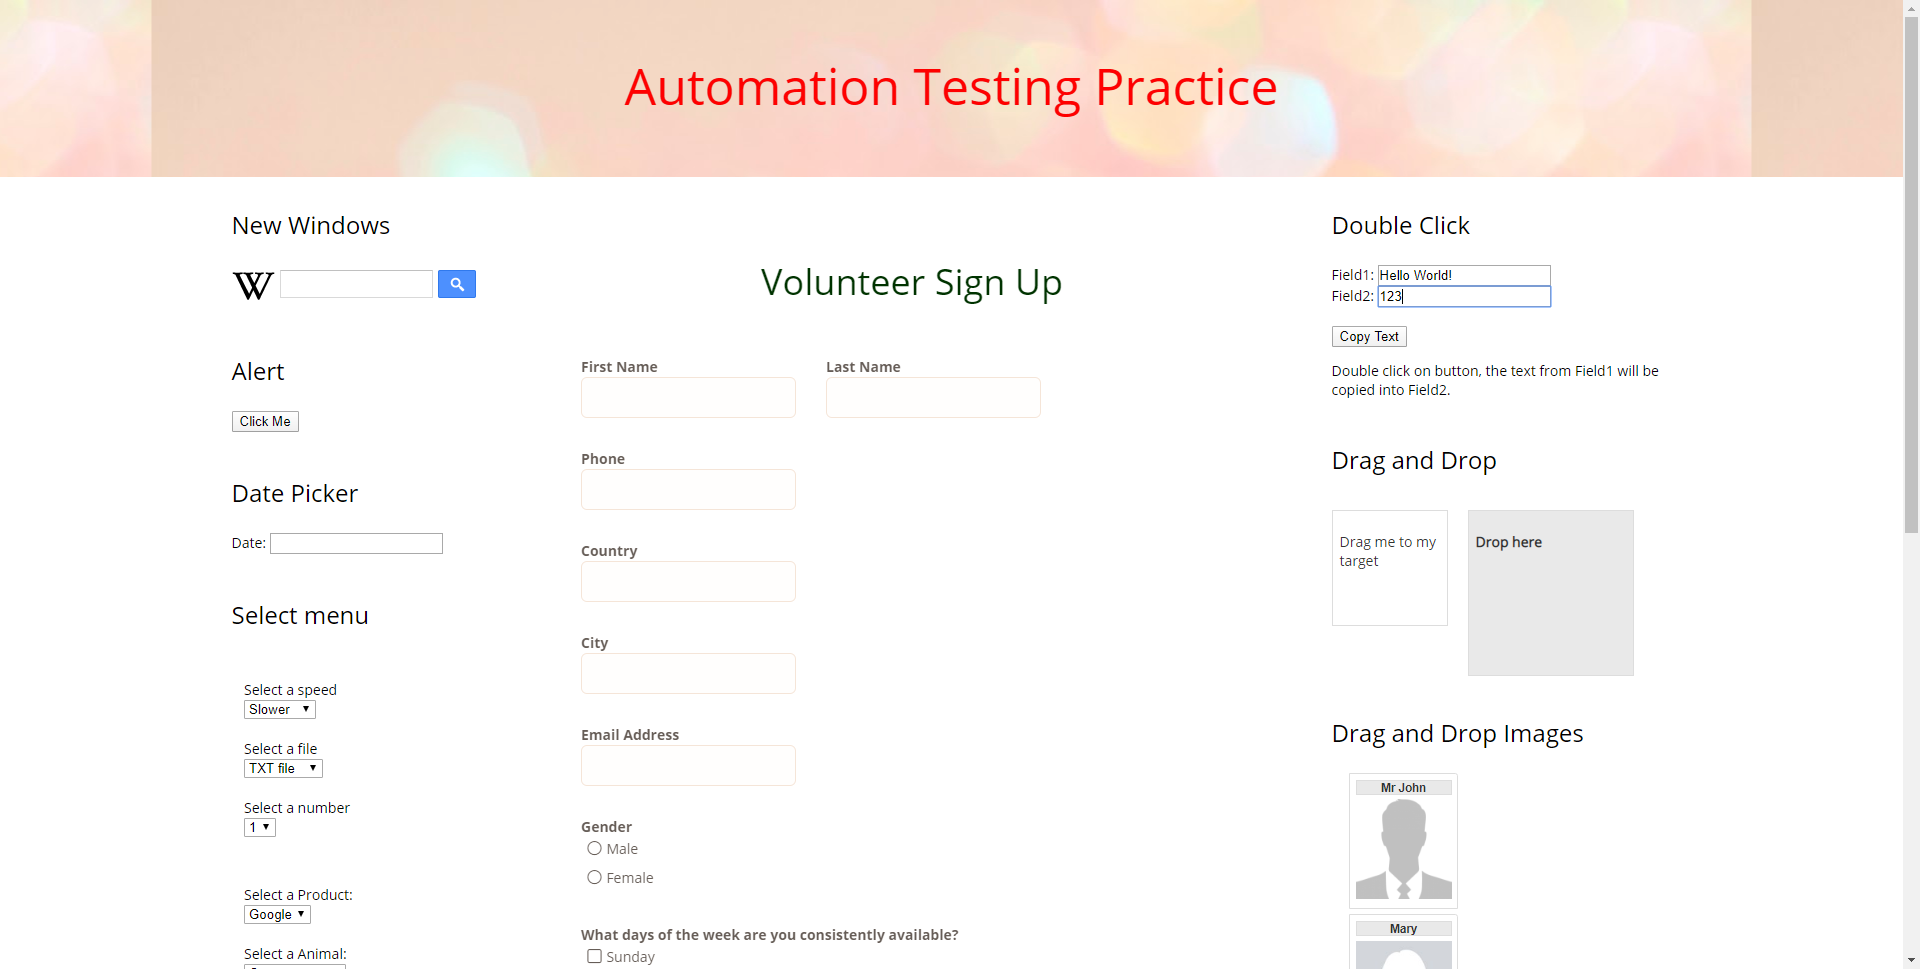 Automation Testing Practice
New Windows
W
Alert
Click Me
Date Picker
Date:
Select menu
Select a speed
Slower
Select a file
TXT file
Select a number
1
Select a Product:
Google
Select a Animal:
Volunteer Sign Up
First Name
Last Name
Phone
Country
City
Email Address
Gender
Male
Female
What days of the week are you consistently available?
Sunday
Double Click
Field1: Hello World!
Field2: 123
Copy Text
Double click on button, the text from Field1 will be
copied into Field2.
Drag and Drop
Drag me to my
target
Drop here
Drag and Drop Images
Mr John
Mary